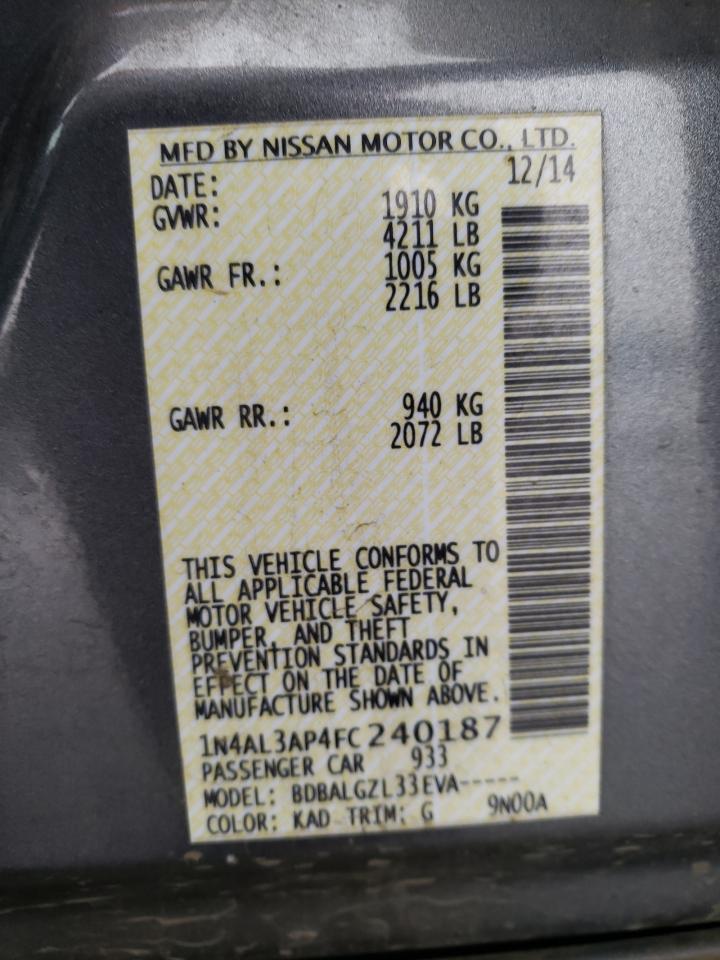 MFD BY NISSAN MOTOR CO., LTD.
DATE: 12/14
GVWR: 1910 KG
4211 LB
GAWR FR.: 1005 KG
2216 LB
GAWR RR.: 940 KG
2072 LB
THIS VEHICLE CONFORMS TO
ALL APPLICABLE FEDERAL
MOTOR VEHICLE SAFETY,
BUMPER, AND THEFT
PREVENTION STANDARDS IN
EFFECT ON THE DATE OF
MANUFACTURE SHOWN ABOVE.
1N4AL3AP4FC240187
PASSENGER CAR 933
MODEL: BDBALGZL33EVA-----
COLOR: KAD TRIM: G 9N00A